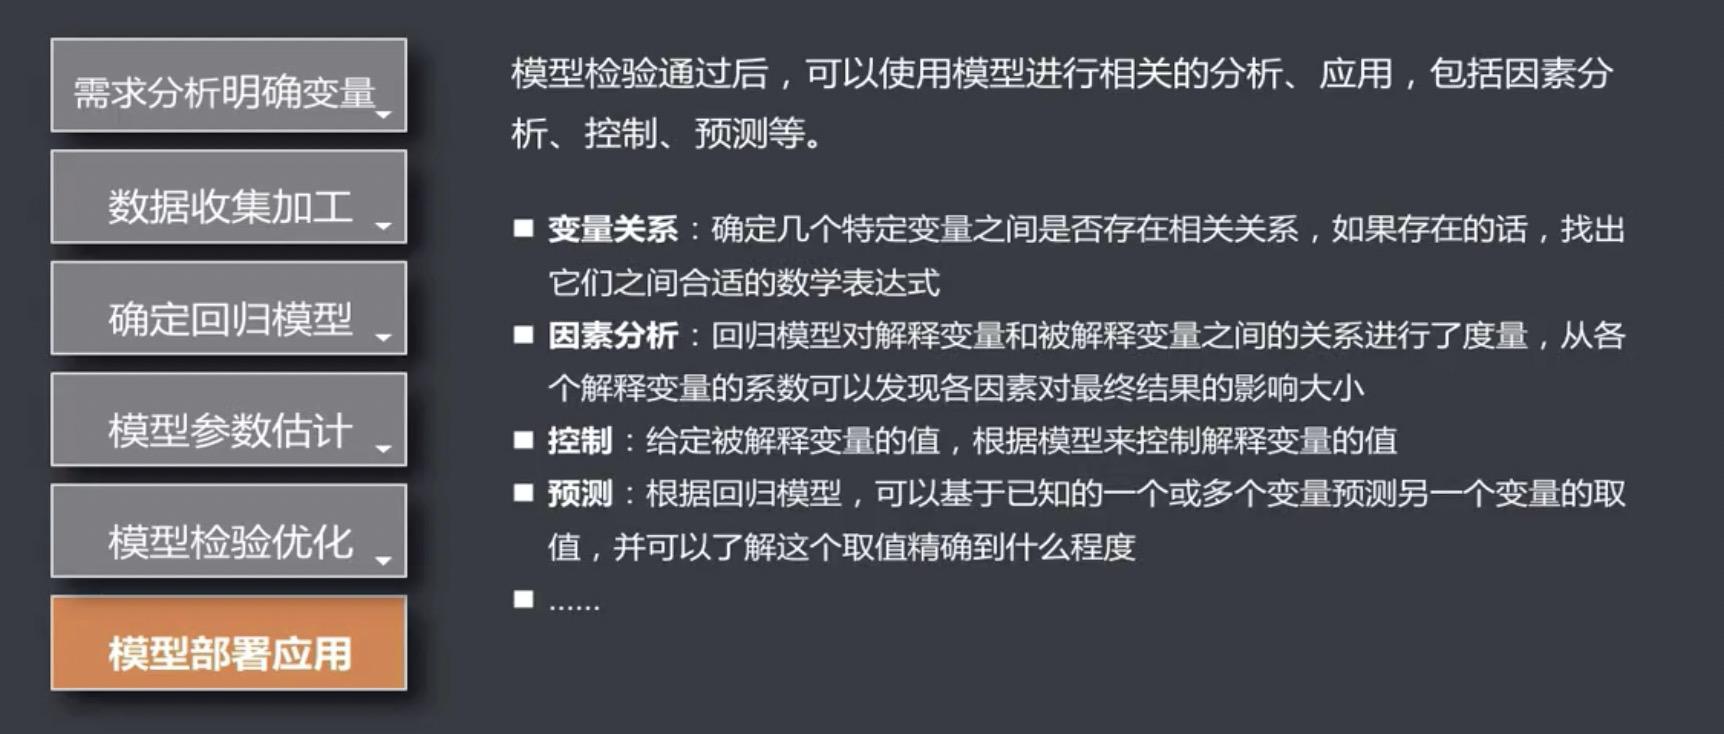 需求分析明确变量
数据收集加工
确定回归模型
模型参数估计
模型检验优化
模型部署应用
模型检验通过后，可以使用模型进行相关的分析、应用，包括因素分
析、控制、预测等。
■ 变量关系：确定几个特定变量之间是否存在相关关系，如果存在的话，找出
它们之间合适的数学表达式
■ 因素分析：回归模型对解释变量和被解释变量之间的关系进行了度量，从各
个解释变量的系数可以发现各因素对最终结果的影响大小
■ 控制：给定被解释变量的值，根据模型来控制解释变量的值
■ 预测：根据回归模型，可以基于已知的一个或多个变量预测另一个变量的取
值，并可以了解这个取值精确到什么程度
■ ……